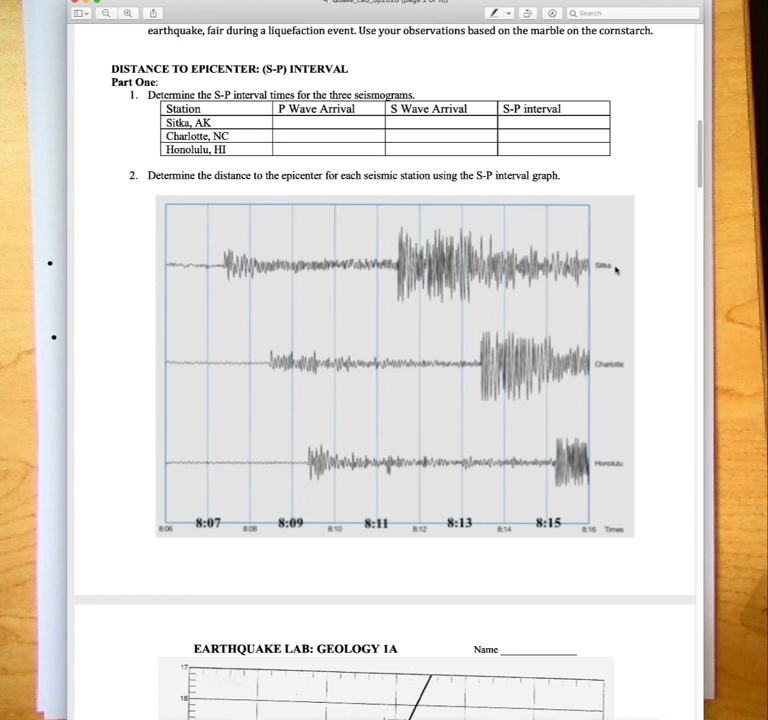 Search
earthquake, fair during a liquefaction event. Use your observations based on the marble on the cornstarch.
DISTANCE TO EPICENTER: (S-P) INTERVAL
Part One:
1. Determine the S-P interval times for the three seismograms.
Station P Wave Arrival S Wave Arrival S-P interval
Sitka, AK
Charlotte, NC
Honolulu, HI
2. Determine the distance to the epicenter for each seismic station using the S-P interval graph.
Sitka
Charlotte
Honolulu
8:06 8:07 8:08 8:09 8:10 8:11 8:12 8:13 8:14 8:15 8:16 Times
EARTHQUAKE LAB: GEOLOGY 1A Name
17
16